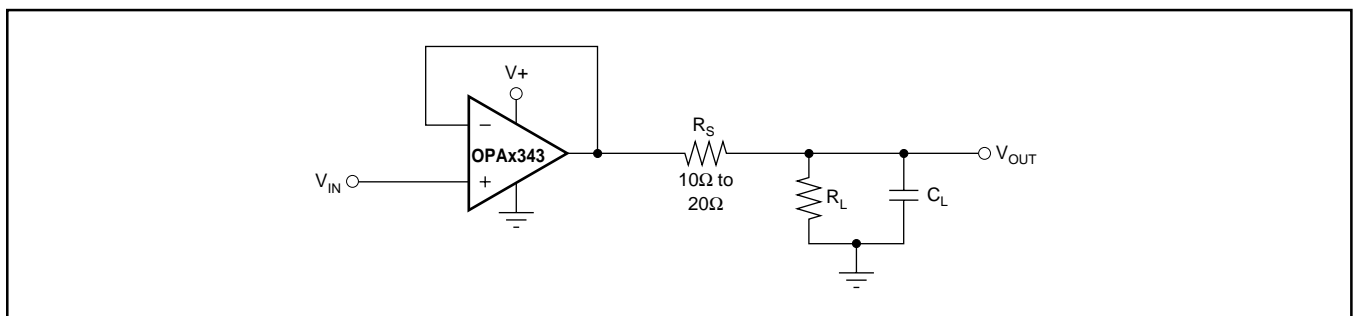 V+
−
OPAx343
+
V_IN
R_S
10Ω to
20Ω
R_L
C_L
V_OUT